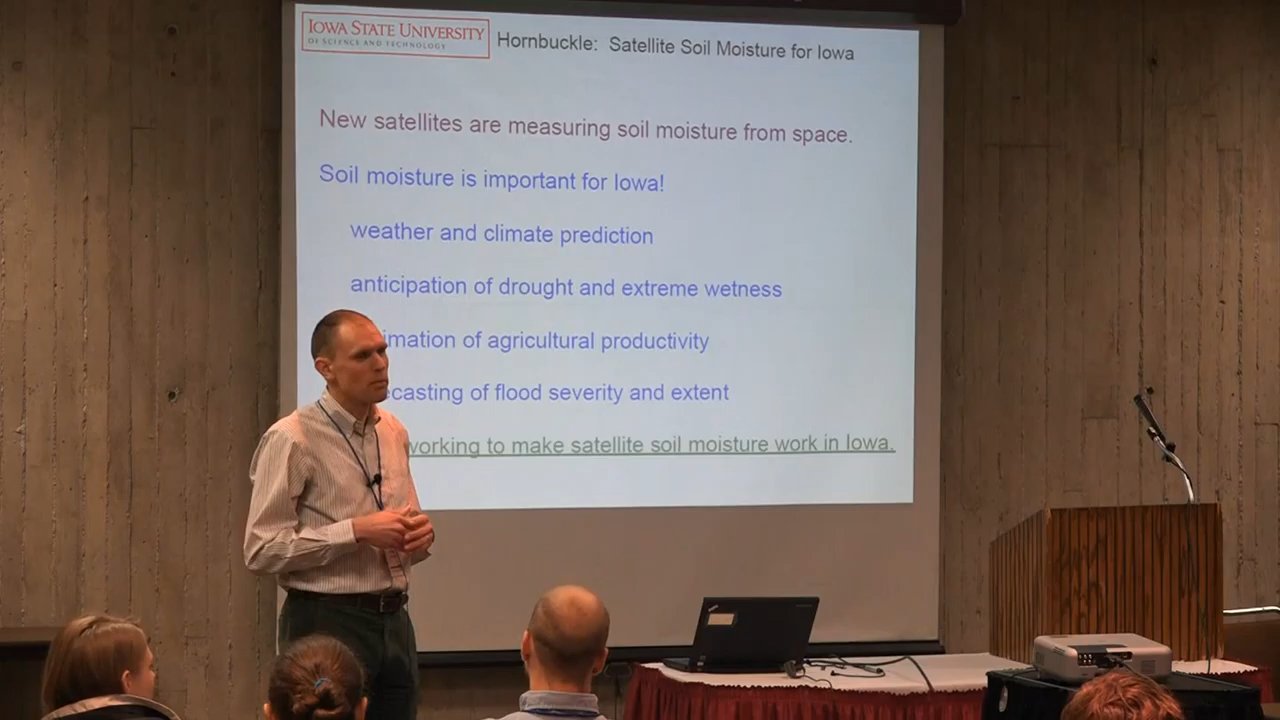 IOWA STATE UNIVERSITY
OF SCIENCE AND TECHNOLOGY
Hornbuckle: Satellite Soil Moisture for Iowa
New satellites are measuring soil moisture from space.
Soil moisture is important for Iowa!
weather and climate prediction
anticipation of drought and extreme wetness
imation of agricultural productivity
casting of flood severity and extent
working to make satellite soil moisture work in Iowa.